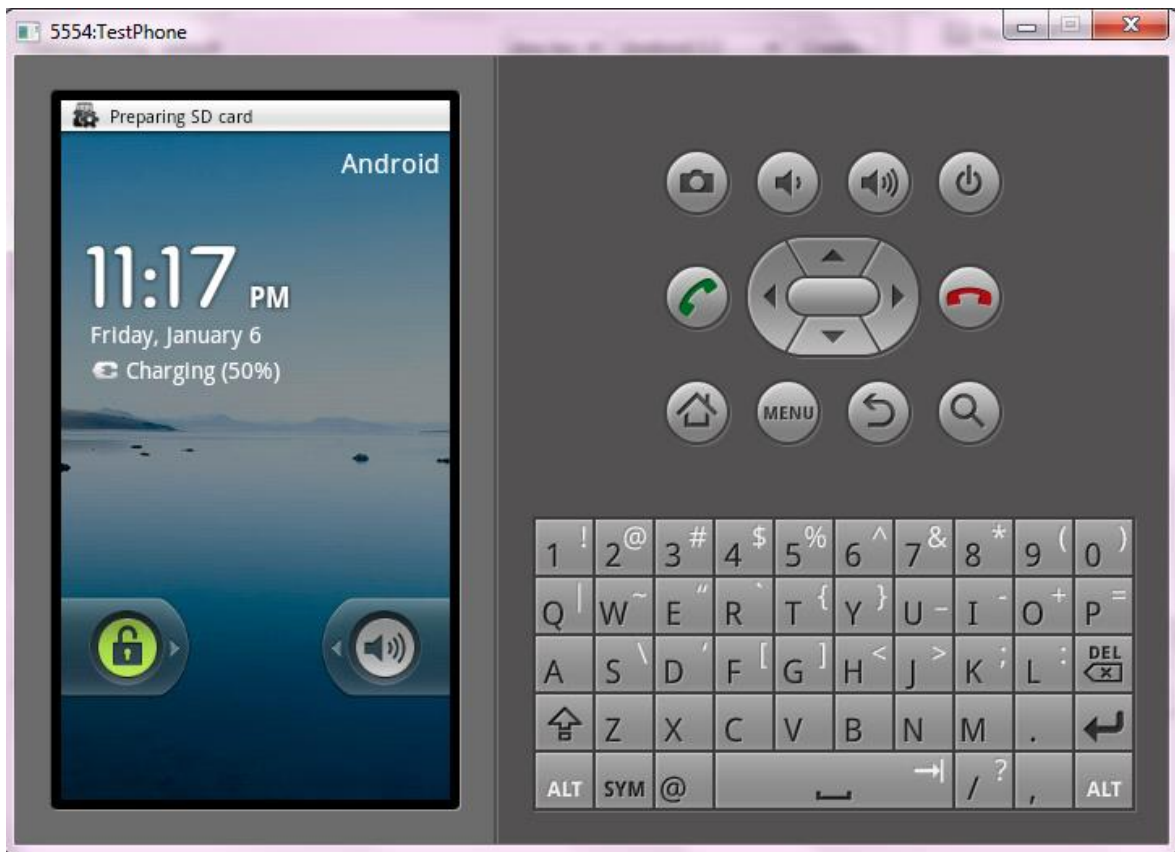 5554:TestPhone
Preparing SD card
Android
11:17 PM
Friday, January 6
Charging (50%)
MENU
1 ! 2 @ 3 # 4 $ 5 % 6 ^ 7 & 8 * 9 ( 0 )
Q | W ~ E " R ` T { Y } U _ I - O + P =
A S \ D ' F [ G ] H < J > K ; L : DEL
Z X C V B N M .
ALT SYM @ / ? , ALT